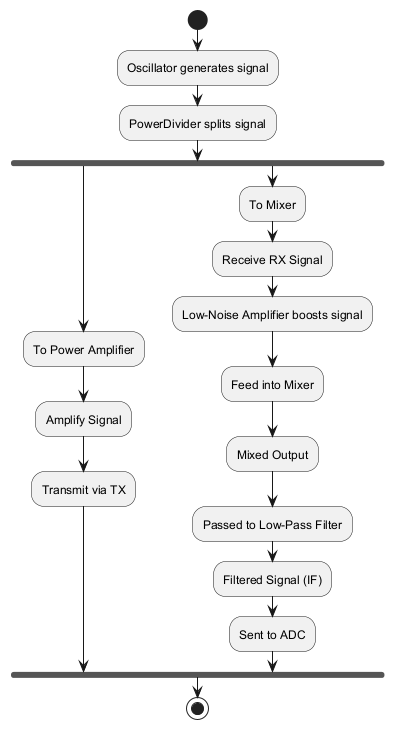 Oscillator generates signal
PowerDivider splits signal
To Power Amplifier
Amplify Signal
Transmit via TX
To Mixer
Receive RX Signal
Low-Noise Amplifier boosts signal
Feed into Mixer
Mixed Output
Passed to Low-Pass Filter
Filtered Signal (IF)
Sent to ADC